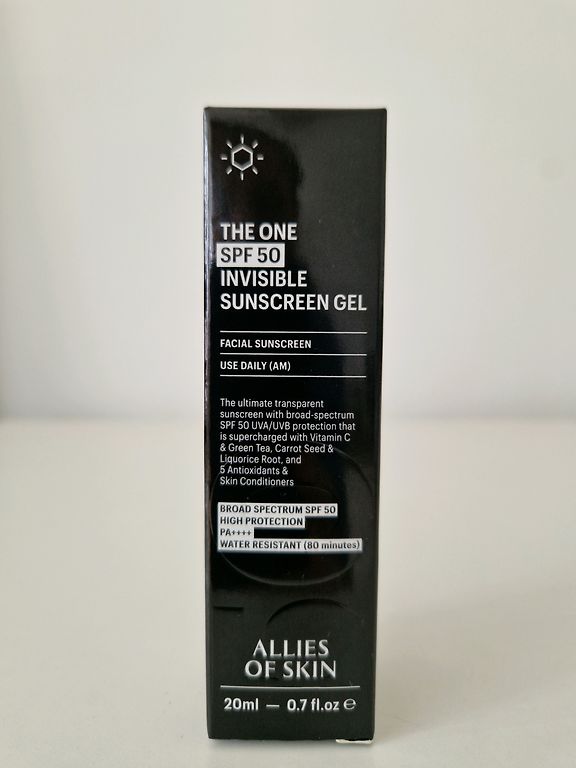 THE ONE
SPF 50
INVISIBLE
SUNSCREEN GEL
FACIAL SUNSCREEN
USE DAILY (AM)
The ultimate transparent
sunscreen with broad-spectrum
SPF 50 UVA/UVB protection that
is supercharged with Vitamin C
& Green Tea, Carrot Seed &
Liquorice Root, and
5 Antioxidants &
Skin Conditioners
BROAD SPECTRUM SPF 50
HIGH PROTECTION
PA++++
WATER RESISTANT (80 minutes)
ALLIES
OF SKIN
20ml — 0.7 fl.oz ℮